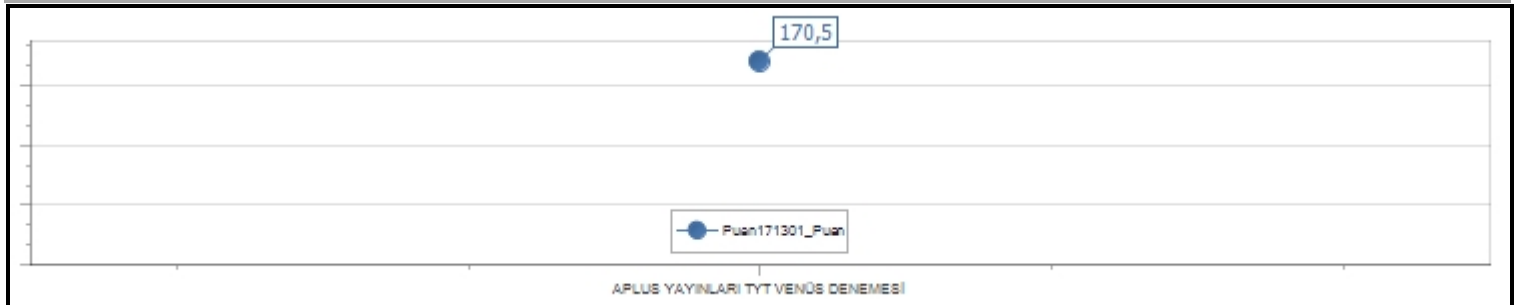 170,5
Puan171301_Puan
APLUS YAYINLARI TYT VENÜS DENEMESİ